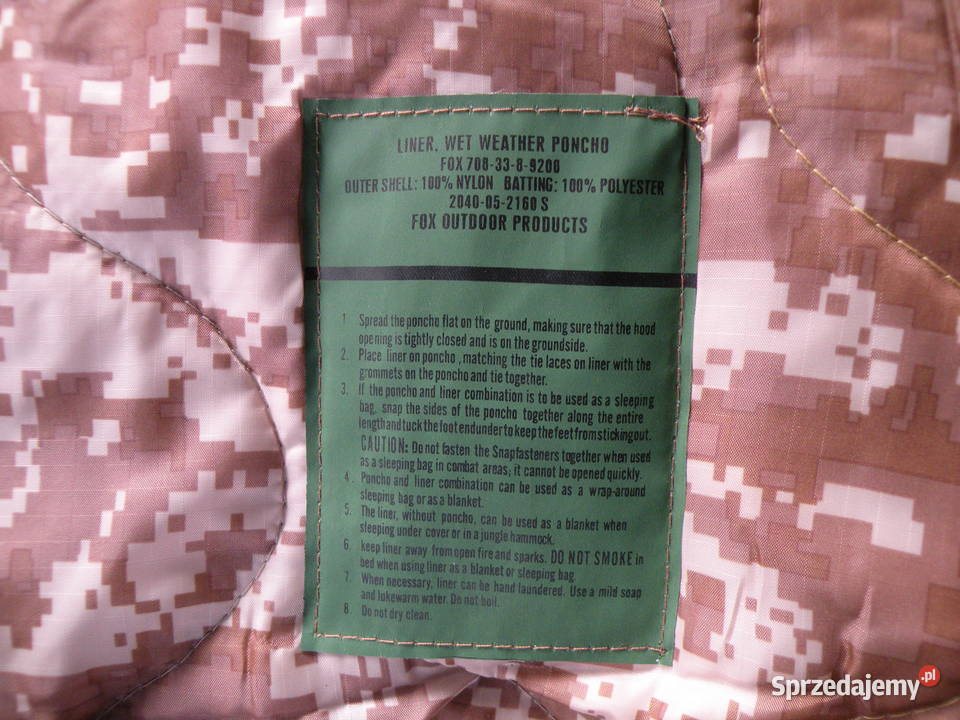 LINER, WET WEATHER PONCHO
FOX 708-33-8-9200
OUTER SHELL: 100% NYLON BATTING: 100% POLYESTER
2040-05-2160 S
FOX OUTDOOR PRODUCTS
1 Spread the poncho flat on the ground, making sure that the hood
opening is tightly closed and is on the groundside.
2. Place liner on poncho , matching the tie laces on liner with the
grommets on the poncho and tie together.
3. If the poncho and liner combination is to be used as a sleeping
bag, snap the sides of the poncho together along the entire
length and tuck the foot end under to keep the feet from sticking out.
CAUTION: Do not fasten the Snapfasteners together when used
as a sleeping bag in combat areas; it cannot be opened quickly.
4. Poncho and liner combination can be used as a wrap-around
sleeping bag or as a blanket.
5. The liner, without poncho, can be used as a blanket when
sleeping under cover or in a jungle hammock.
6. keep liner away from open fire and sparks. DO NOT SMOKE in
bed when using liner as a blanket or sleeping bag.
7. When necessary, liner can be hand laundered. Use a mild soap
and lukewarm water. Do not boil.
8. Do not dry clean.
Sprzedajemy.pl